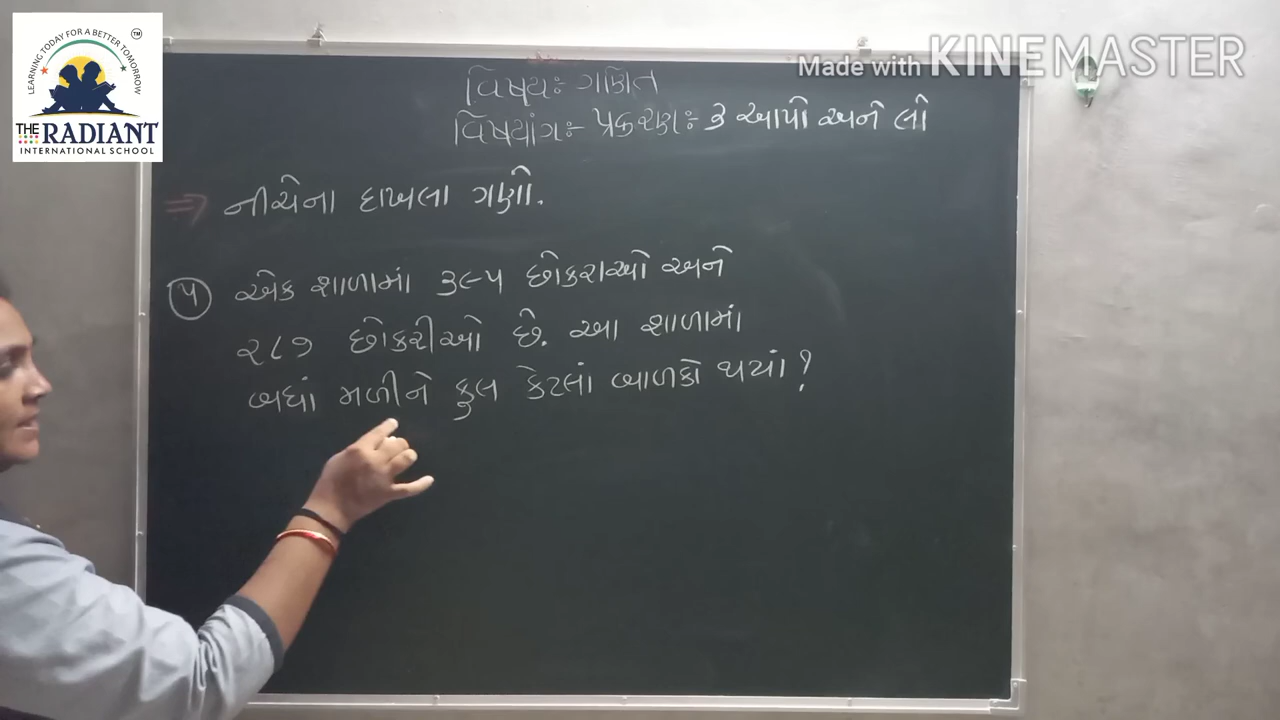 LEARNING TODAY FOR A BETTER TOMORROW
TM
THE RADIANT
INTERNATIONAL SCHOOL
Made with KINEMASTER
વિષયઃ ગણિત
વિષયાંગઃ- પ્રકરણઃ ૩ આપો અને લો
⇒ નીચેના દાખલા ગણો.
૫ એક શાળામાં ૩૯૫ છોકરાઓ અને
૨૮૭ છોકરીઓ છે. આ શાળામાં
બધાં મળીને કુલ કેટલાં બાળકો થયાં?